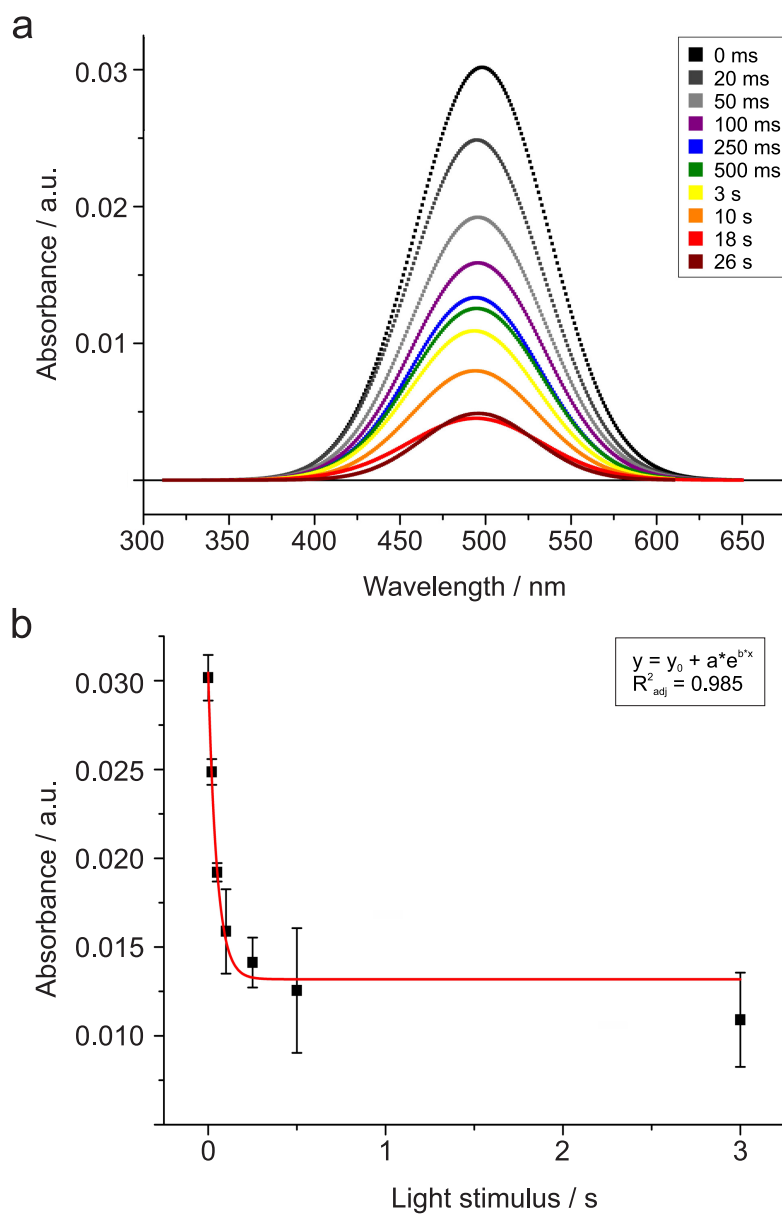 a
0.03
0.02
0.01
Absorbance / a.u.
300 350 400 450 500 550 600 650
Wavelength / nm
0 ms
20 ms
50 ms
100 ms
250 ms
500 ms
3 s
10 s
18 s
26 s
b
0.030
0.025
0.020
0.015
0.010
Absorbance / a.u.
0 1 2 3
Light stimulus / s
y = y₀ + a*e^{b*x}
R²_{adj} = 0.985